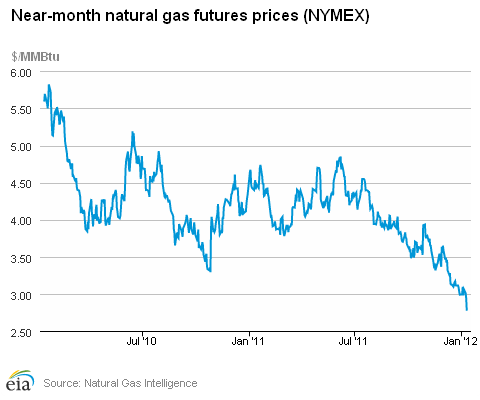 Near-month natural gas futures prices (NYMEX)
$/MMBtu
6.00
5.50
5.00
4.50
4.00
3.50
3.00
2.50
Jul '10 Jan '11 Jul '11 Jan '12
eia Source: Natural Gas Intelligence